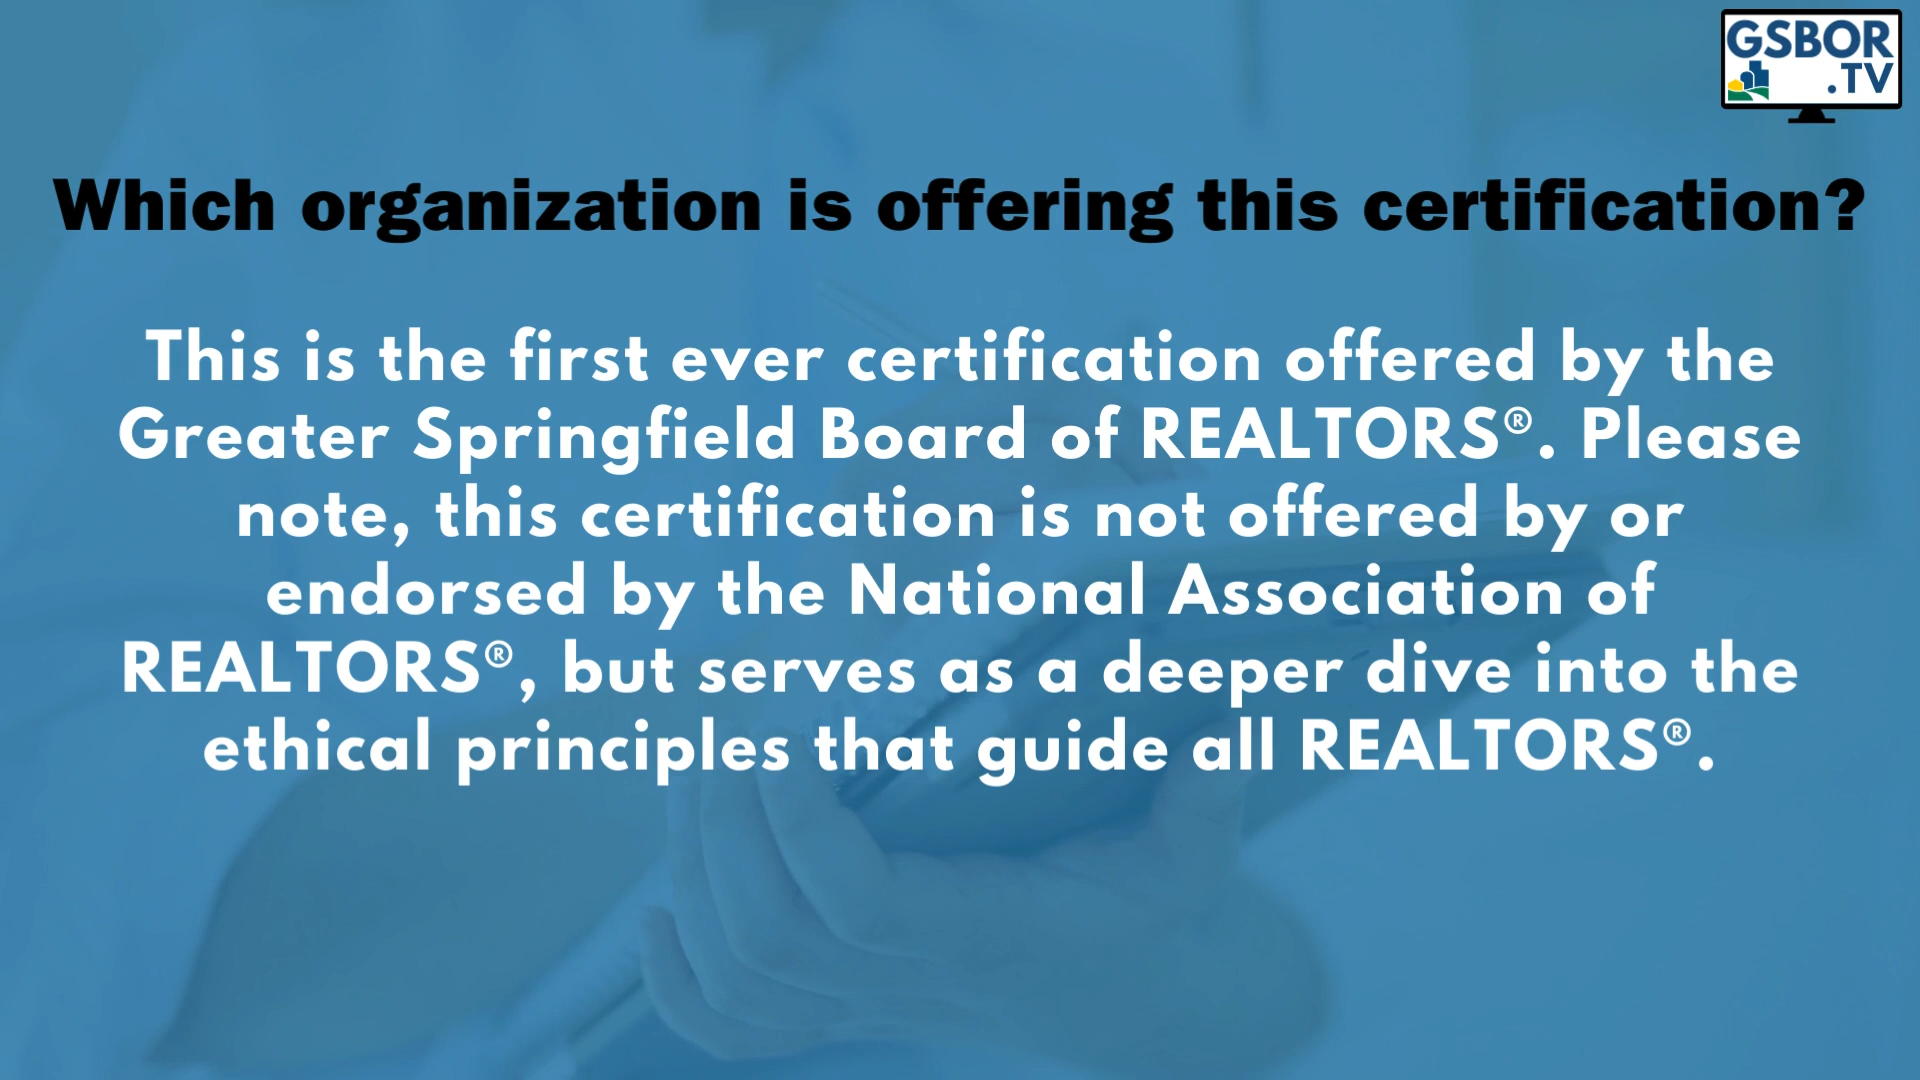 GSBOR
.TV
Which organization is offering this certification?
This is the first ever certification offered by the
Greater Springfield Board of REALTORS®. Please
note, this certification is not offered by or
endorsed by the National Association of
REALTORS®, but serves as a deeper dive into the
ethical principles that guide all REALTORS®.